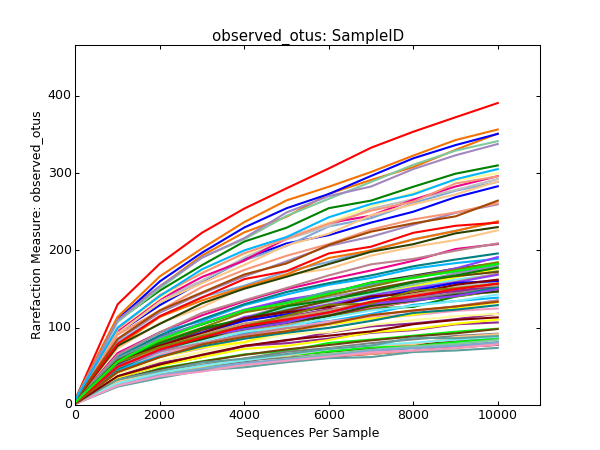 observed_otus: SampleID
400
300
200
100
0
0 2000 4000 6000 8000 10000
Sequences Per Sample
Rarefaction Measure: observed_otus